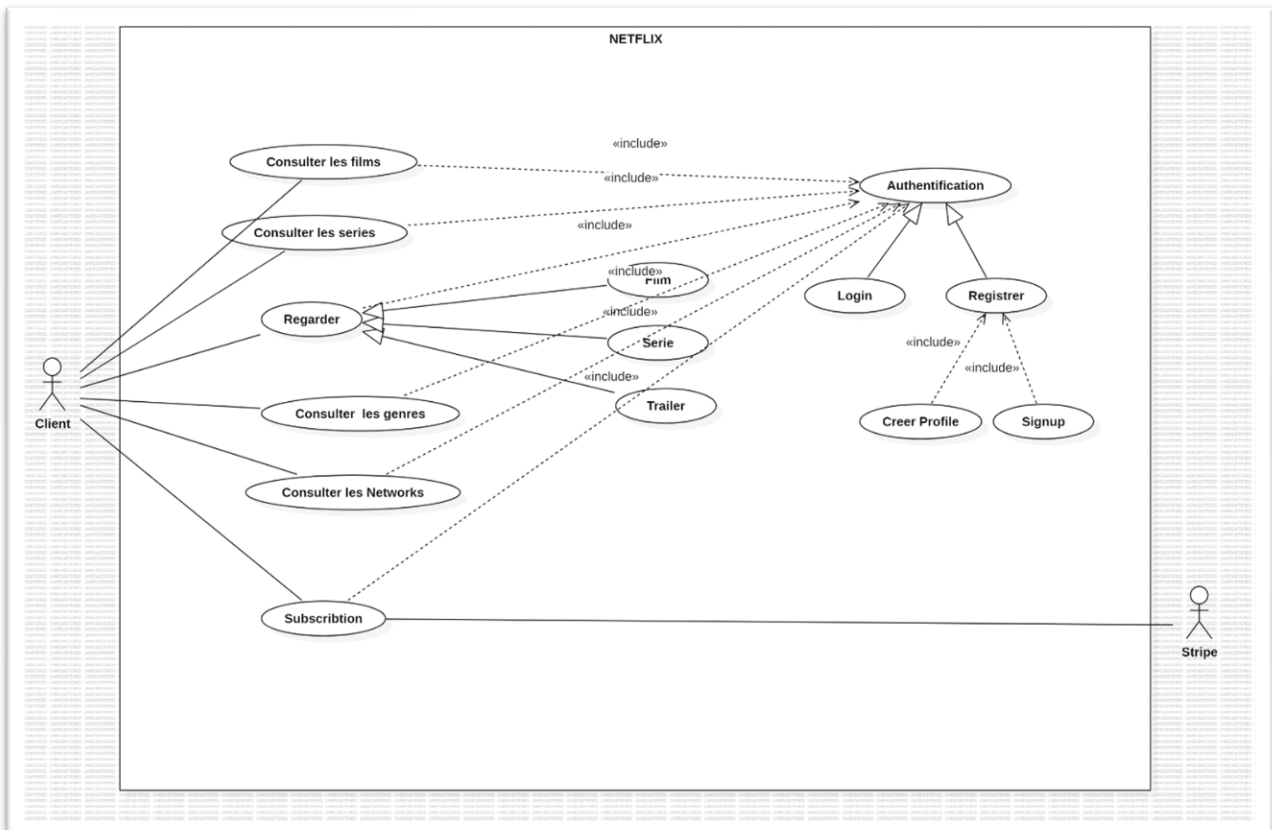 NETFLIX
«include»
Consulter les films
«include»
Authentification
Consulter les series
«include»
«include»
Film
Login
Registrer
Regarder
«include»
Serie
«include»
«include»
«include»
Client
Consulter  les genres
Trailer
Creer Profile
Signup
Consulter les Networks
Subscribtion
Stripe